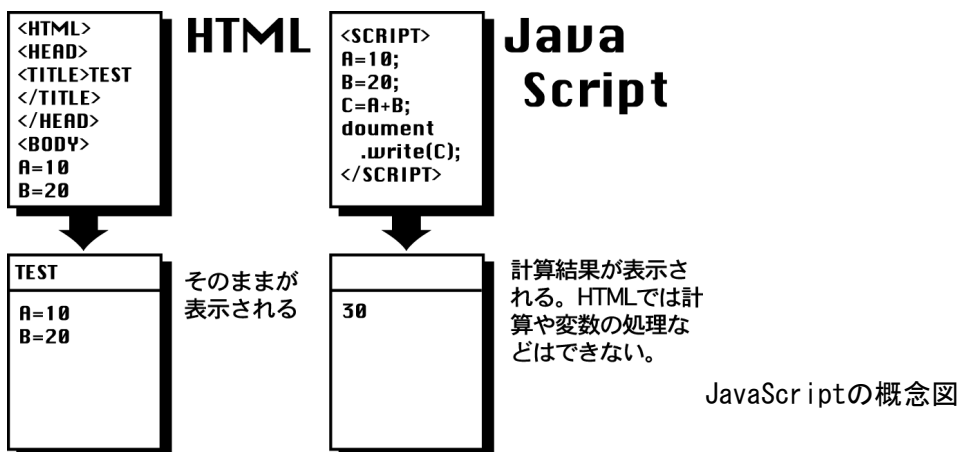 <HTML>
<HEAD>
<TITLE>TEST
</TITLE>
</HEAD>
<BODY>
A=10
B=20
HTML
<SCRIPT>
A=10;
B=20;
C=A+B;
doument
.write(C);
</SCRIPT>
Java
Script
TEST
A=10
B=20
そのままが
表示される
30
計算結果が表示さ
れる。HTMLでは計
算や変数の処理な
どはできない。
JavaScriptの概念図